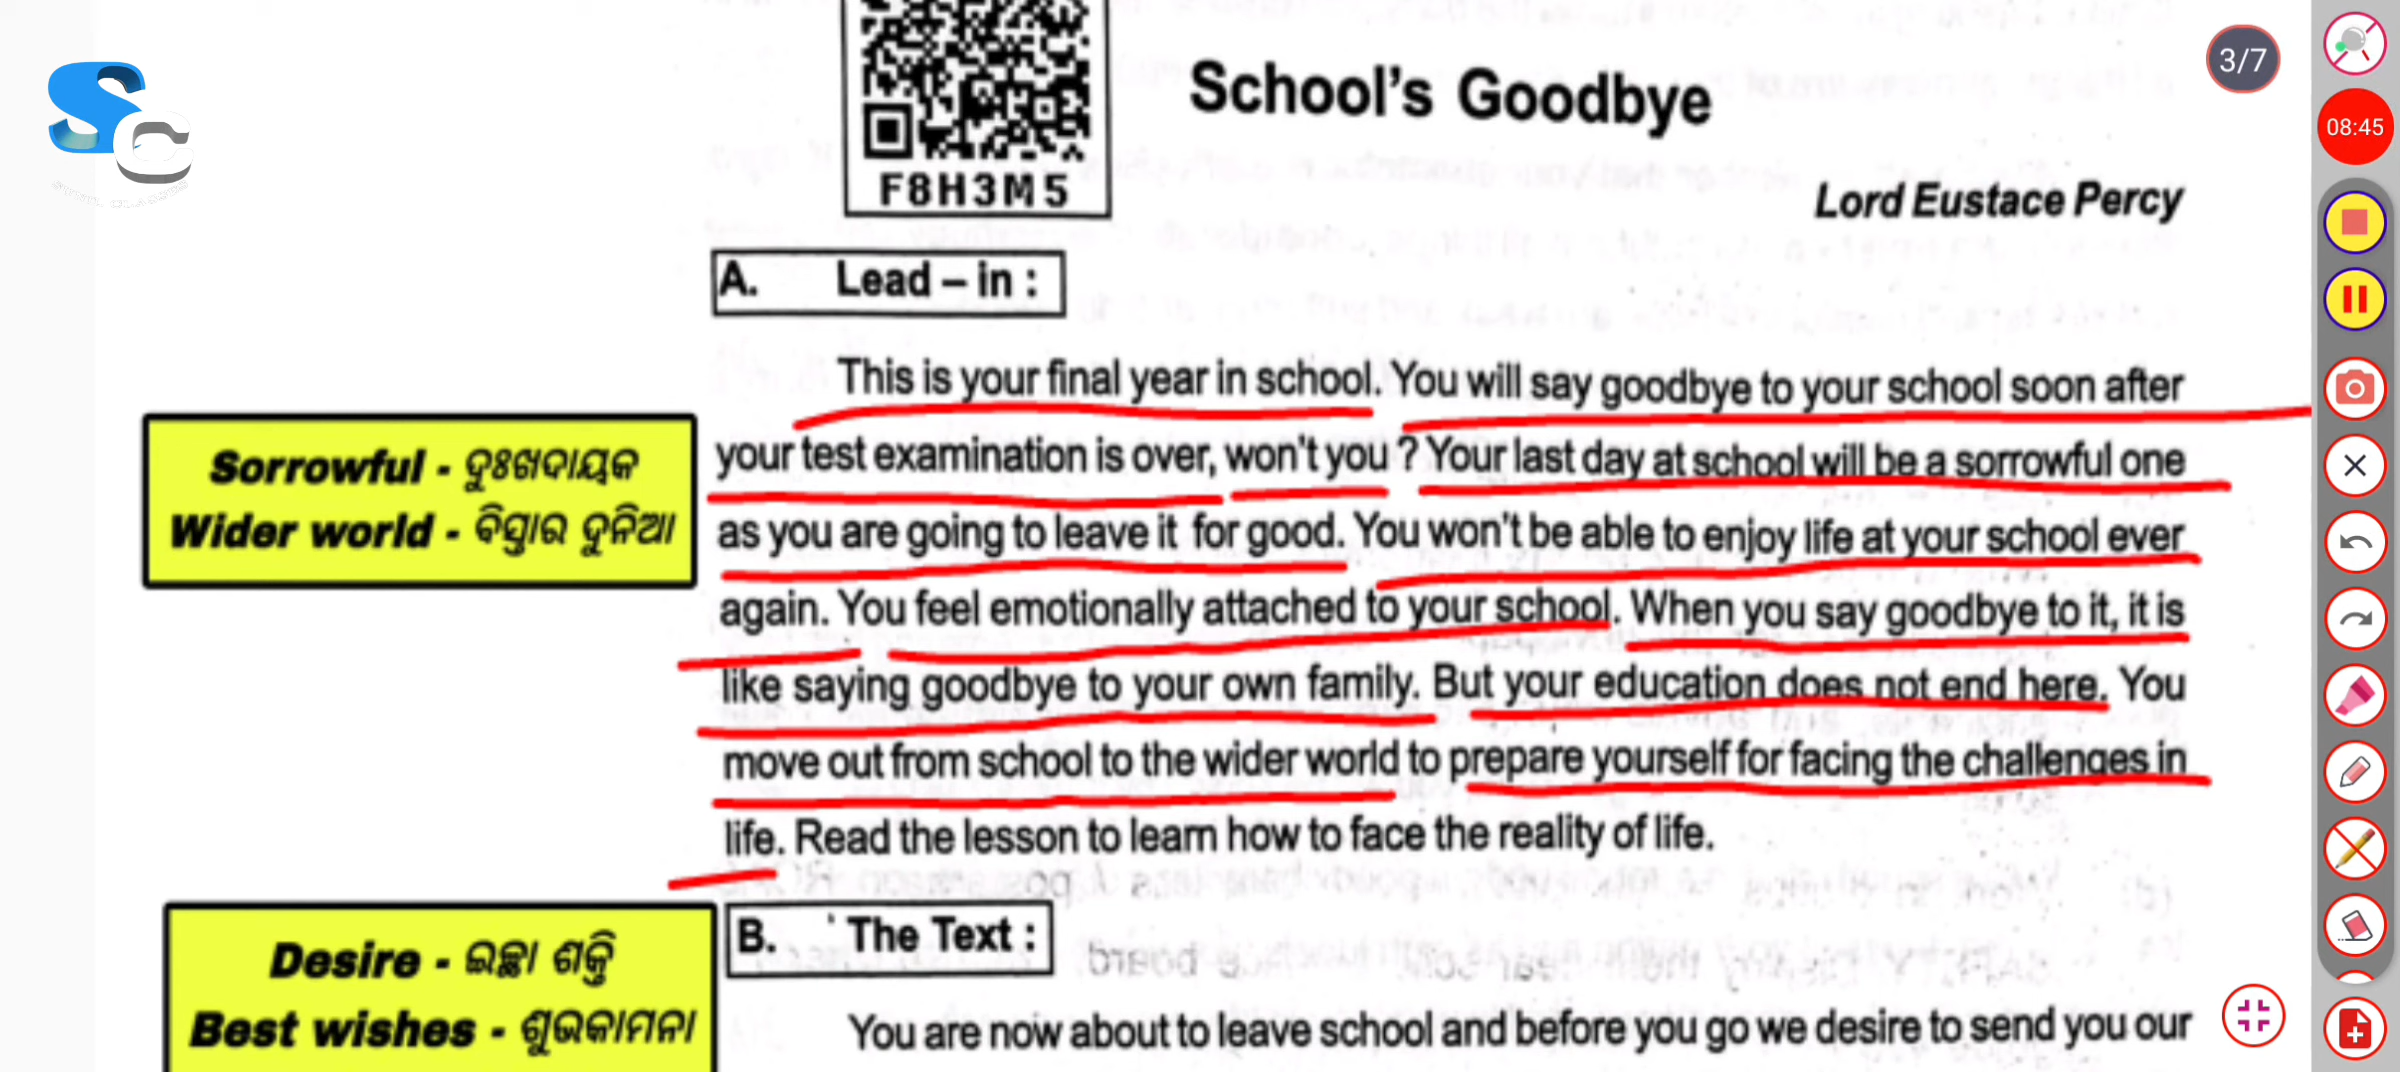 3/7
School's Goodbye
08:45
F8H3M5
Lord Eustace Percy
A. Lead – in :
This is your final year in school. You will say goodbye to your school soon after
your test examination is over, won't you ? Your last day at school will be a sorrowful one
as you are going to leave it for good. You won't be able to enjoy life at your school ever
again. You feel emotionally attached to your school. When you say goodbye to it, it is
like saying goodbye to your own family. But your education does not end here. You
move out from school to the wider world to prepare yourself for facing the challenges in
life. Read the lesson to learn how to face the reality of life.
Sorrowful - ଦୁଃଖଦାୟକ
Wider world - ବିସ୍ତାର ଦୁନିଆ
B. The Text :
You are now about to leave school and before you go we desire to send you our
Desire - ଇଚ୍ଛା ଶକ୍ତି
Best wishes - ଶୁଭକାମନା
SC